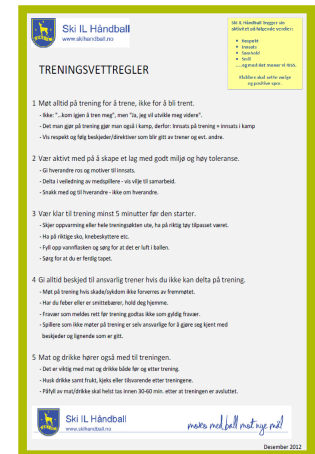 Ski IL Håndball
www.skihandball.no
Ski IL Håndball bygger sin
aktivitet på følgende verdier:
• Respekt
• Innsats
• Samhold
• Smil
.....og med det mener vi MYE.
Klubben skal sette varige
og positive spor.
TRENINGSVETTREGLER
1 Møt alltid på trening for å trene, ikke for å bli trent.
- Ikke: "...kom igjen å tren meg", men "Ja, jeg vil utvikle meg videre".
- Det man gjør på trening gjør man også i kamp, derfor: Innsats på trening = innsats i kamp
- Vis respekt og følg beskjeder/direktiver som blir gitt av trener og evt. andre.
2 Vær aktivt med på å skape et lag med godt miljø og høy toleranse.
- Gi hverandre ros og motiver til innsats.
- Delta i veiledning av medspillere - vis vilje til samarbeid.
- Snakk med og til hverandre - ikke om hverandre.
3 Vær klar til trening minst 5 minutter før den starter.
- Skjer oppvarming eller hele treningsøkten ute, ha på riktig tøy tilpasset været.
- Ha på riktige sko, knebeskyttere etc.
- Fyll opp vannflasken og sørg for at det er luft i ballen.
- Sørg for at du er ferdig tapet.
4 Gi alltid beskjed til ansvarlig trener hvis du ikke kan delta på trening.
- Møt på trening hvis skade/sykdom ikke forverres av fremmøtet.
- Har du feber eller er smittebærer, hold deg hjemme.
- Fravær som meldes rett før trening godtas ikke som gyldig fravær.
- Spillere som ikke møter på trening er selv ansvarlige for å gjøre seg kjent med
beskjeder og lignende som er gitt.
5 Mat og drikke hører også med til treningen.
- Det er viktig med mat og drikke både før og etter trening.
- Husk drikke samt frukt, kjeks eller tilsvarende etter treningene.
- Påfyll av mat/drikke skal helst tas innen 30-60 min. etter at treningen er avsluttet.
Ski IL Håndball
www.skihandball.no
moro med ball mot nye mål
Desember 2012